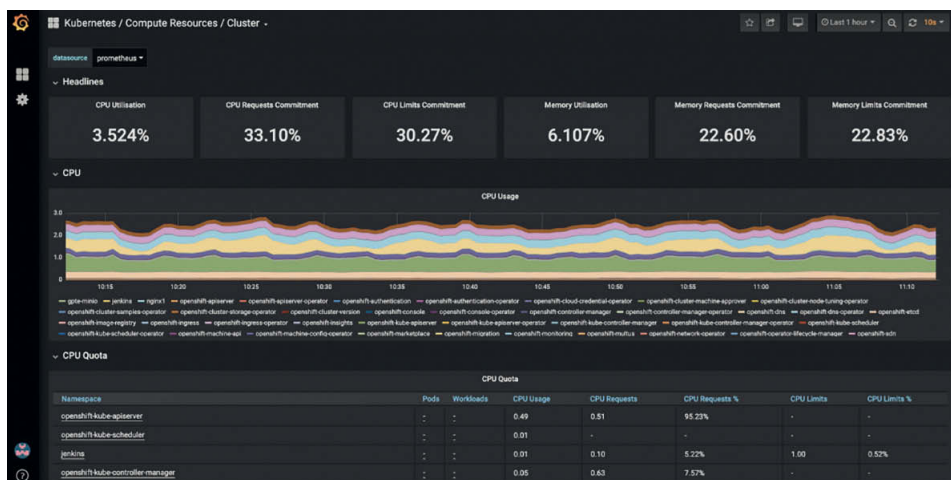 Kubernetes / Compute Resources / Cluster
Last 1 hour
10s
datasource prometheus
Headlines
CPU Utilisation CPU Requests Commitment CPU Limits Commitment Memory Utilisation Memory Requests Commitment Memory Limits Commitment
3.524% 33.10% 30.27% 6.107% 22.60% 22.83%
CPU
CPU Usage
3.0
2.0
1.0
0
10:15 10:20 10:25 10:30 10:35 10:40 10:45 10:50 10:55 11:00 11:05 11:10
gpte-minio jenkins nginx1 openshift-apiserver openshift-apiserver-operator openshift-authentication openshift-authentication-operator openshift-cloud-credential-operator openshift-cluster-machine-approver openshift-cluster-node-tuning-operator
openshift-cluster-samples-operator openshift-cluster-storage-operator openshift-cluster-version openshift-console openshift-console-operator openshift-controller-manager openshift-controller-manager-operator openshift-dns openshift-dns-operator openshift-etcd
openshift-image-registry openshift-ingress openshift-ingress-operator openshift-insights openshift-kube-apiserver openshift-kube-apiserver-operator openshift-kube-controller-manager openshift-kube-controller-manager-operator openshift-kube-scheduler
openshift-kube-scheduler-operator openshift-machine-api openshift-machine-config-operator openshift-marketplace openshift-migration openshift-monitoring openshift-multus openshift-network-operator openshift-operator-lifecycle-manager openshift-sdn
CPU Quota
CPU Quota
Namespace Pods Workloads CPU Usage CPU Requests CPU Requests % CPU Limits CPU Limits %
openshift-kube-apiserver - - 0.49 0.51 95.23% - -
openshift-kube-scheduler - - 0.01 - - - -
jenkins - - 0.01 0.10 5.22% 1.00 0.52%
openshift-kube-controller-manager - - 0.05 0.63 7.57% - -